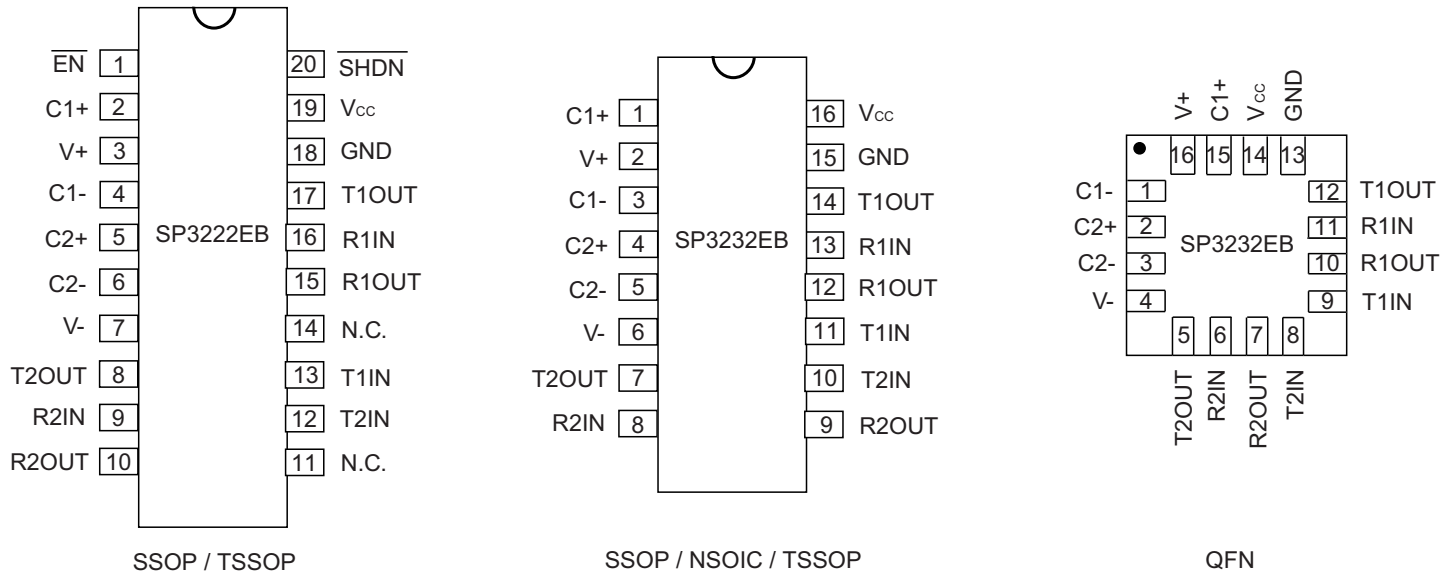 EN 1
C1+ 2
V+ 3
C1- 4
C2+ 5
C2- 6
V- 7
T2OUT 8
R2IN 9
R2OUT 10
SP3222EB
20 SHDN
19 Vcc
18 GND
17 T1OUT
16 R1IN
15 R1OUT
14 N.C.
13 T1IN
12 T2IN
11 N.C.
SSOP / TSSOP
C1+ 1
V+ 2
C1- 3
C2+ 4
C2- 5
V- 6
T2OUT 7
R2IN 8
SP3232EB
16 Vcc
15 GND
14 T1OUT
13 R1IN
12 R1OUT
11 T1IN
10 T2IN
9 R2OUT
SSOP / NSOIC / TSSOP
V+ C1+ Vcc GND
16 15 14 13
C1- 1
C2+ 2
C2- 3
V- 4
SP3232EB
12 T1OUT
11 R1IN
10 R1OUT
9 T1IN
5 6 7 8
T2OUT R2IN R2OUT T2IN
QFN